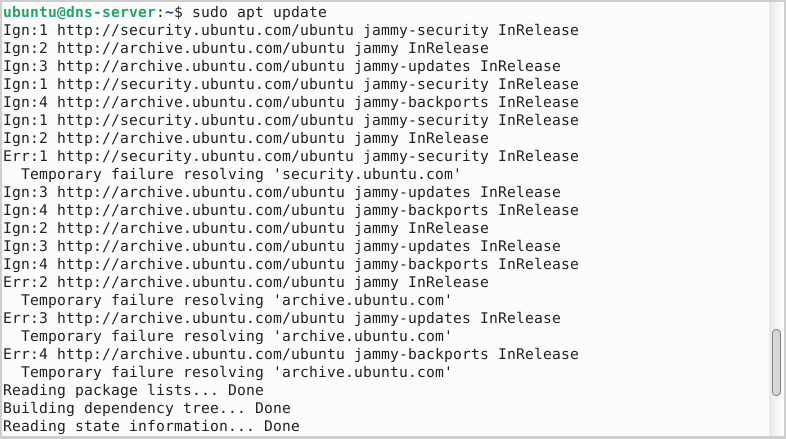 ubuntu@dns-server:~$ sudo apt update
Ign:1 http://security.ubuntu.com/ubuntu jammy-security InRelease
Ign:2 http://archive.ubuntu.com/ubuntu jammy InRelease
Ign:3 http://archive.ubuntu.com/ubuntu jammy-updates InRelease
Ign:1 http://security.ubuntu.com/ubuntu jammy-security InRelease
Ign:4 http://archive.ubuntu.com/ubuntu jammy-backports InRelease
Ign:1 http://security.ubuntu.com/ubuntu jammy-security InRelease
Ign:2 http://archive.ubuntu.com/ubuntu jammy InRelease
Err:1 http://security.ubuntu.com/ubuntu jammy-security InRelease
  Temporary failure resolving 'security.ubuntu.com'
Ign:3 http://archive.ubuntu.com/ubuntu jammy-updates InRelease
Ign:4 http://archive.ubuntu.com/ubuntu jammy-backports InRelease
Ign:2 http://archive.ubuntu.com/ubuntu jammy InRelease
Ign:3 http://archive.ubuntu.com/ubuntu jammy-updates InRelease
Ign:4 http://archive.ubuntu.com/ubuntu jammy-backports InRelease
Err:2 http://archive.ubuntu.com/ubuntu jammy InRelease
  Temporary failure resolving 'archive.ubuntu.com'
Err:3 http://archive.ubuntu.com/ubuntu jammy-updates InRelease
  Temporary failure resolving 'archive.ubuntu.com'
Err:4 http://archive.ubuntu.com/ubuntu jammy-backports InRelease
  Temporary failure resolving 'archive.ubuntu.com'
Reading package lists... Done
Building dependency tree... Done
Reading state information... Done